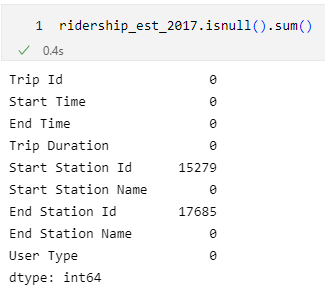 1 ridership_est_2017.isnull().sum()
0.4s
Trip Id 0
Start Time 0
End Time 0
Trip Duration 0
Start Station Id 15279
Start Station Name 0
End Station Id 17685
End Station Name 0
User Type 0
dtype: int64